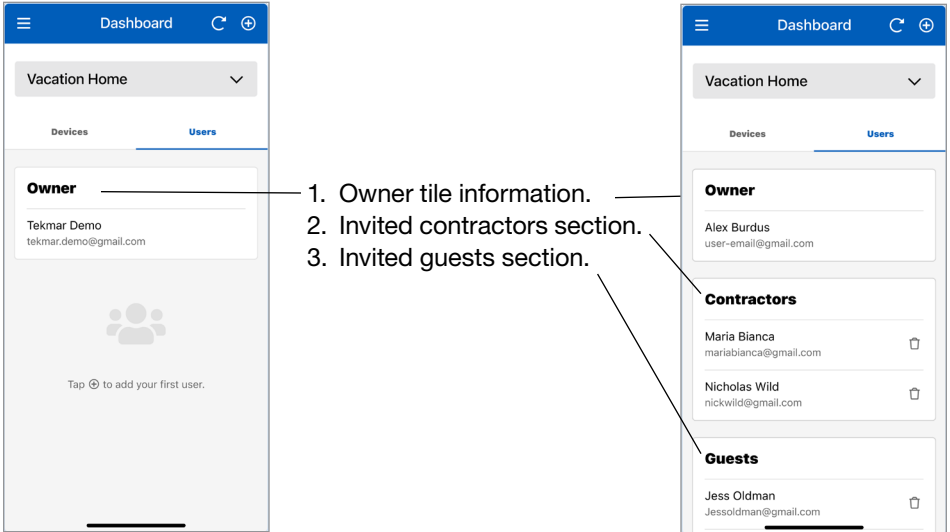 Dashboard
Vacation Home
Devices Users
Owner
Tekmar Demo
tekmar.demo@gmail.com
Tap ⊕ to add your first user.
1. Owner tile information.
2. Invited contractors section.
3. Invited guests section.
Dashboard
Vacation Home
Devices Users
Owner
Alex Burdus
user-email@gmail.com
Contractors
Maria Bianca
mariabianca@gmail.com
Nicholas Wild
nickwild@gmail.com
Guests
Jess Oldman
Jessoldman@gmail.com